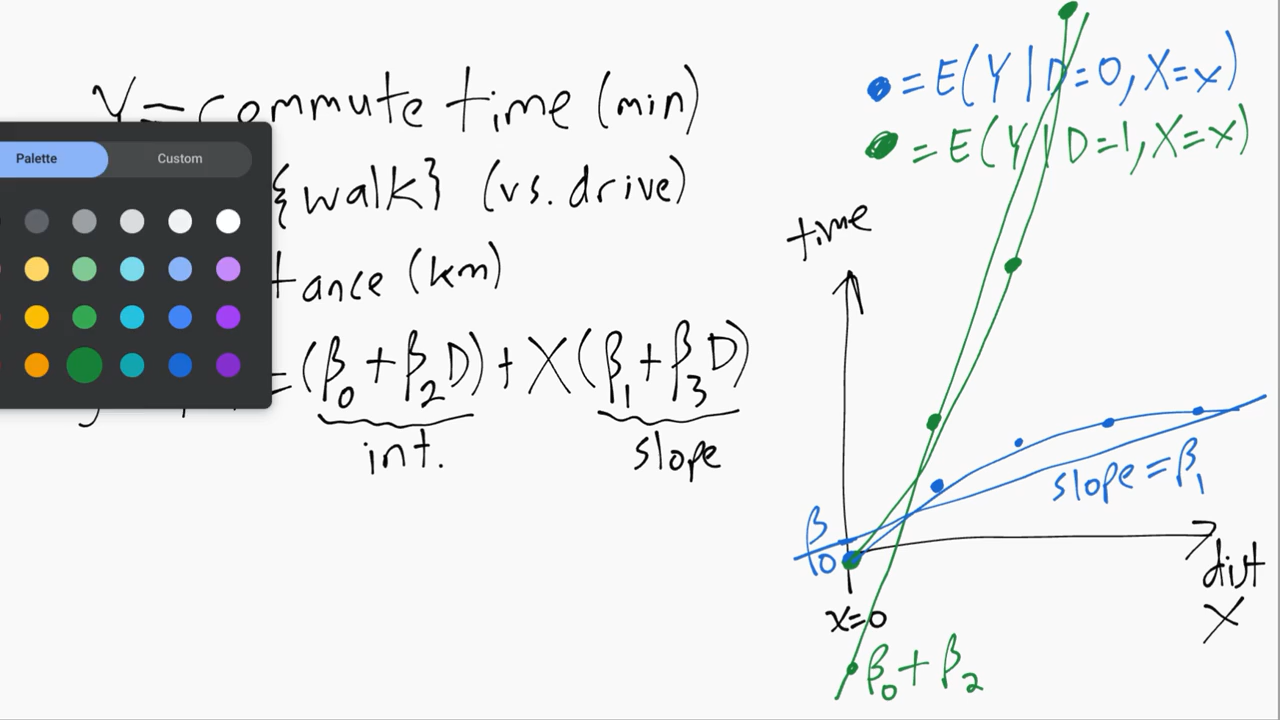 Y = commute time (min)
Palette
Custom
{walk} (vs. drive)
tance (km)
= (β₀ + β₂D) + X(β₁ + β₃D)
int.
slope
= E(Y | D=0, X=x)
= E(Y | D=1, X=x)
time
slope = β₁
β₀
dist
X
x=0
β₀ + β₂